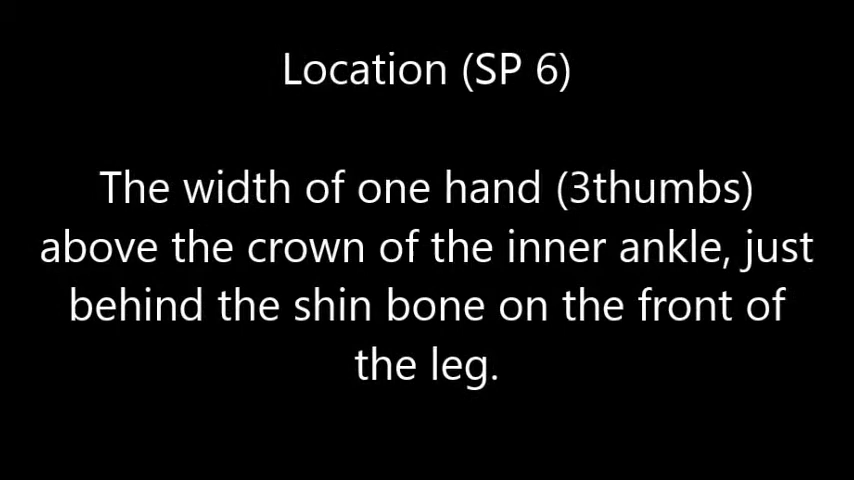 Location (SP 6)
The width of one hand (3thumbs)
above the crown of the inner ankle, just
behind the shin bone on the front of
the leg.